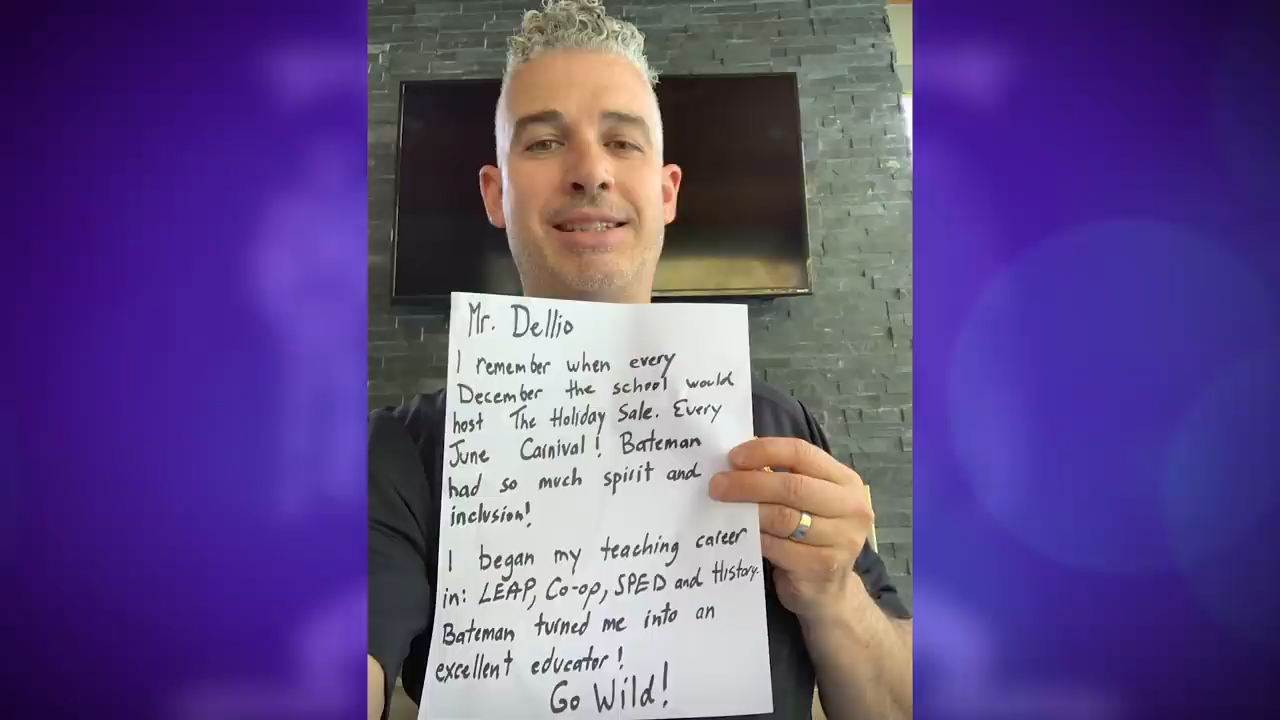 Mr. Dellio
I remember when every
December the school would
host The Holiday Sale. Every
June Carnival! Bateman
had so much spirit and
inclusion!
I began my teaching career
in: LEAP, Co-op, SPED and History.
Bateman turned me into an
excellent educator!
Go Wild!